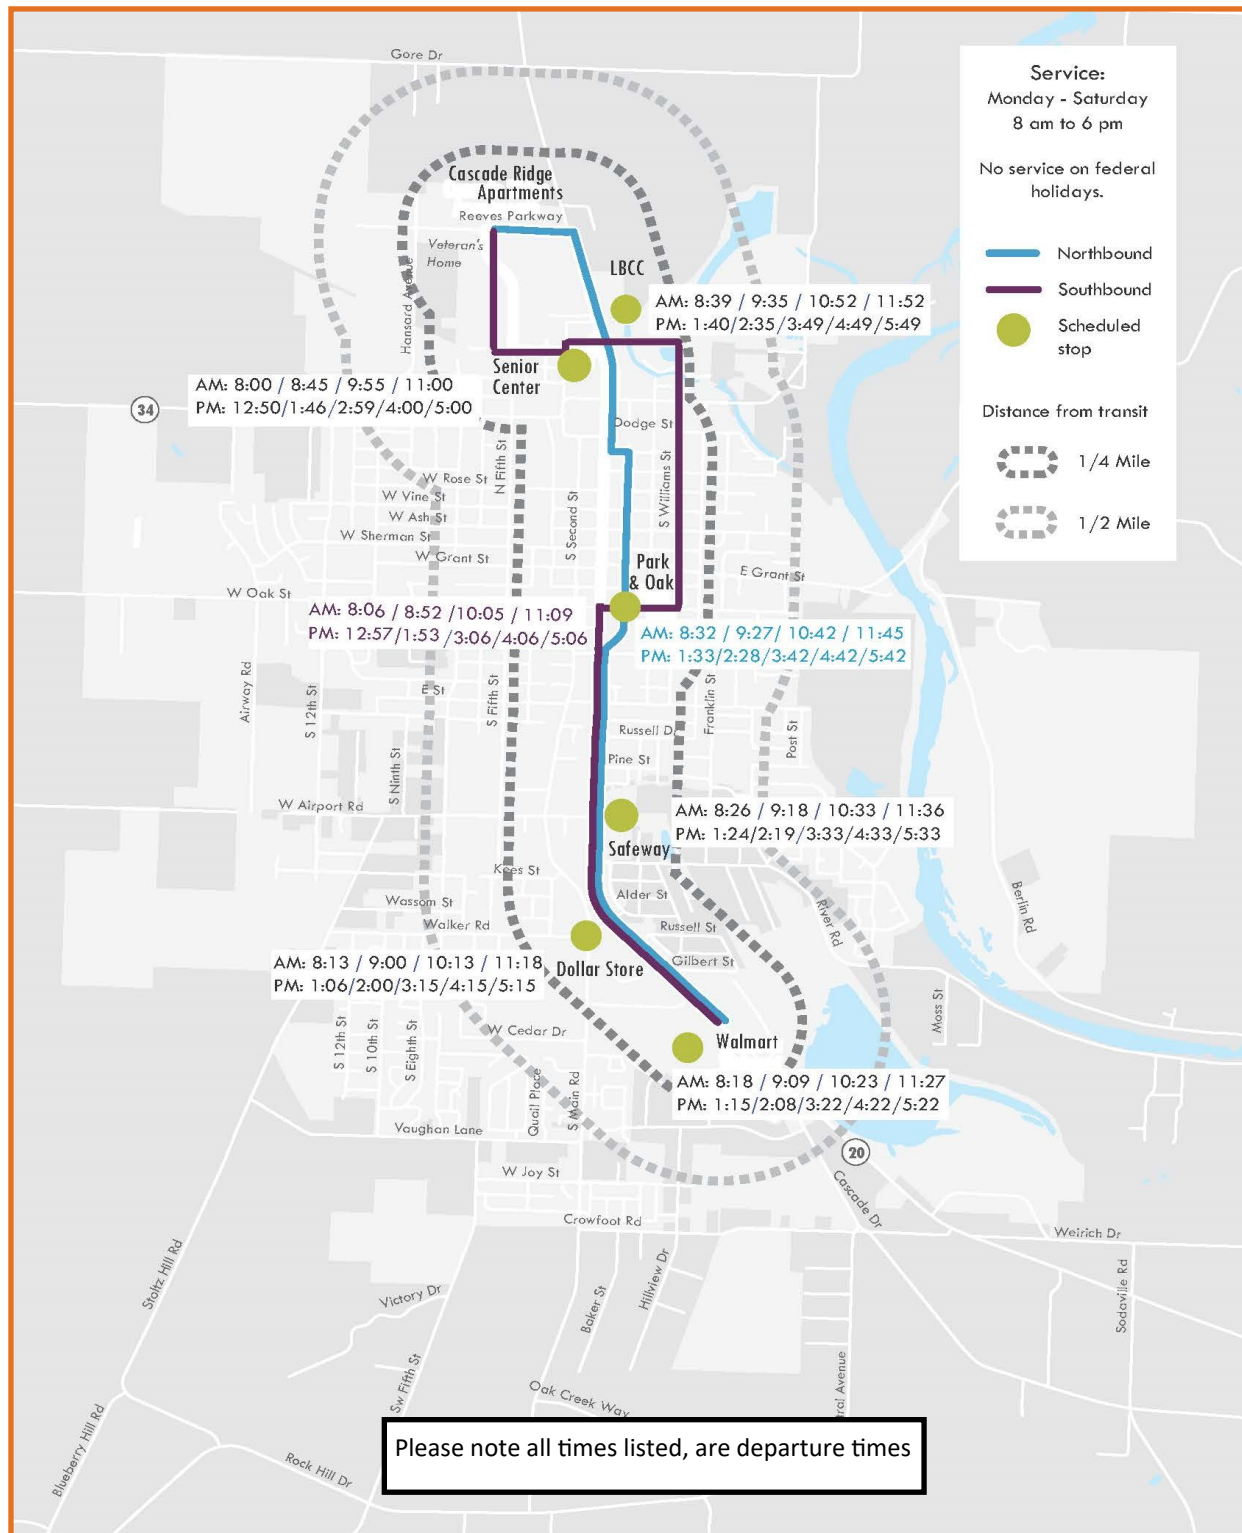 Gore Dr
Service:
Monday - Saturday
8 am to 6 pm
No service on federal
holidays.
Northbound
Southbound
Scheduled
stop
Distance from transit
1/4 Mile
1/2 Mile
Cascade Ridge
Apartments
Reeves Parkway
Veteran's
Home
Hansard Avenue
LBCC
AM: 8:39 / 9:35 / 10:52 / 11:52
PM: 1:40/2:35/3:49/4:49/5:49
Senior
Center
AM: 8:00 / 8:45 / 9:55 / 11:00
PM: 12:50/1:46/2:59/4:00/5:00
34
Dodge St
N Fifth St
S Williams St
W Rose St
W Vine St
W Ash St
W Sherman St
W Grant St
S Second St
Park
& Oak
E Grant St
W Oak St
AM: 8:06 / 8:52 /10:05 / 11:09
PM: 12:57/1:53 /3:06/4:06/5:06
AM: 8:32 / 9:27/ 10:42 / 11:45
PM: 1:33/2:28/3:42/4:42/5:42
Airway Rd
S 12th St
E St
S Fifth St
Franklin St
Russell Dr
Post St
Pine St
S Ninth St
W Airport Rd
AM: 8:26 / 9:18 / 10:33 / 11:36
PM: 1:24/2:19/3:33/4:33/5:33
Safeway
Kees St
Alder St
Wassom St
Walker Rd
Russell St
River Rd
Berlin Rd
Gilbert St
AM: 8:13 / 9:00 / 10:13 / 11:18
PM: 1:06/2:00/3:15/4:15/5:15
Dollar Store
Moss St
S 12th St
S 10th St
S Eighth St
W Cedar Dr
Walmart
AM: 8:18 / 9:09 / 10:23 / 11:27
PM: 1:15/2:08/3:22/4:22/5:22
Quail Place
S Main Rd
Vaughan Lane
20
W Joy St
Cascade Dr
Crowfoot Rd
Weirich Dr
Stoltz Hill Rd
Victory Dr
Baker St
Hillview Dr
Sodaville Rd
Sw Fifth St
Oak Creek Way
tral Avenue
Blueberry Hill Rd
Rock Hill Dr
Please note all times listed, are departure times